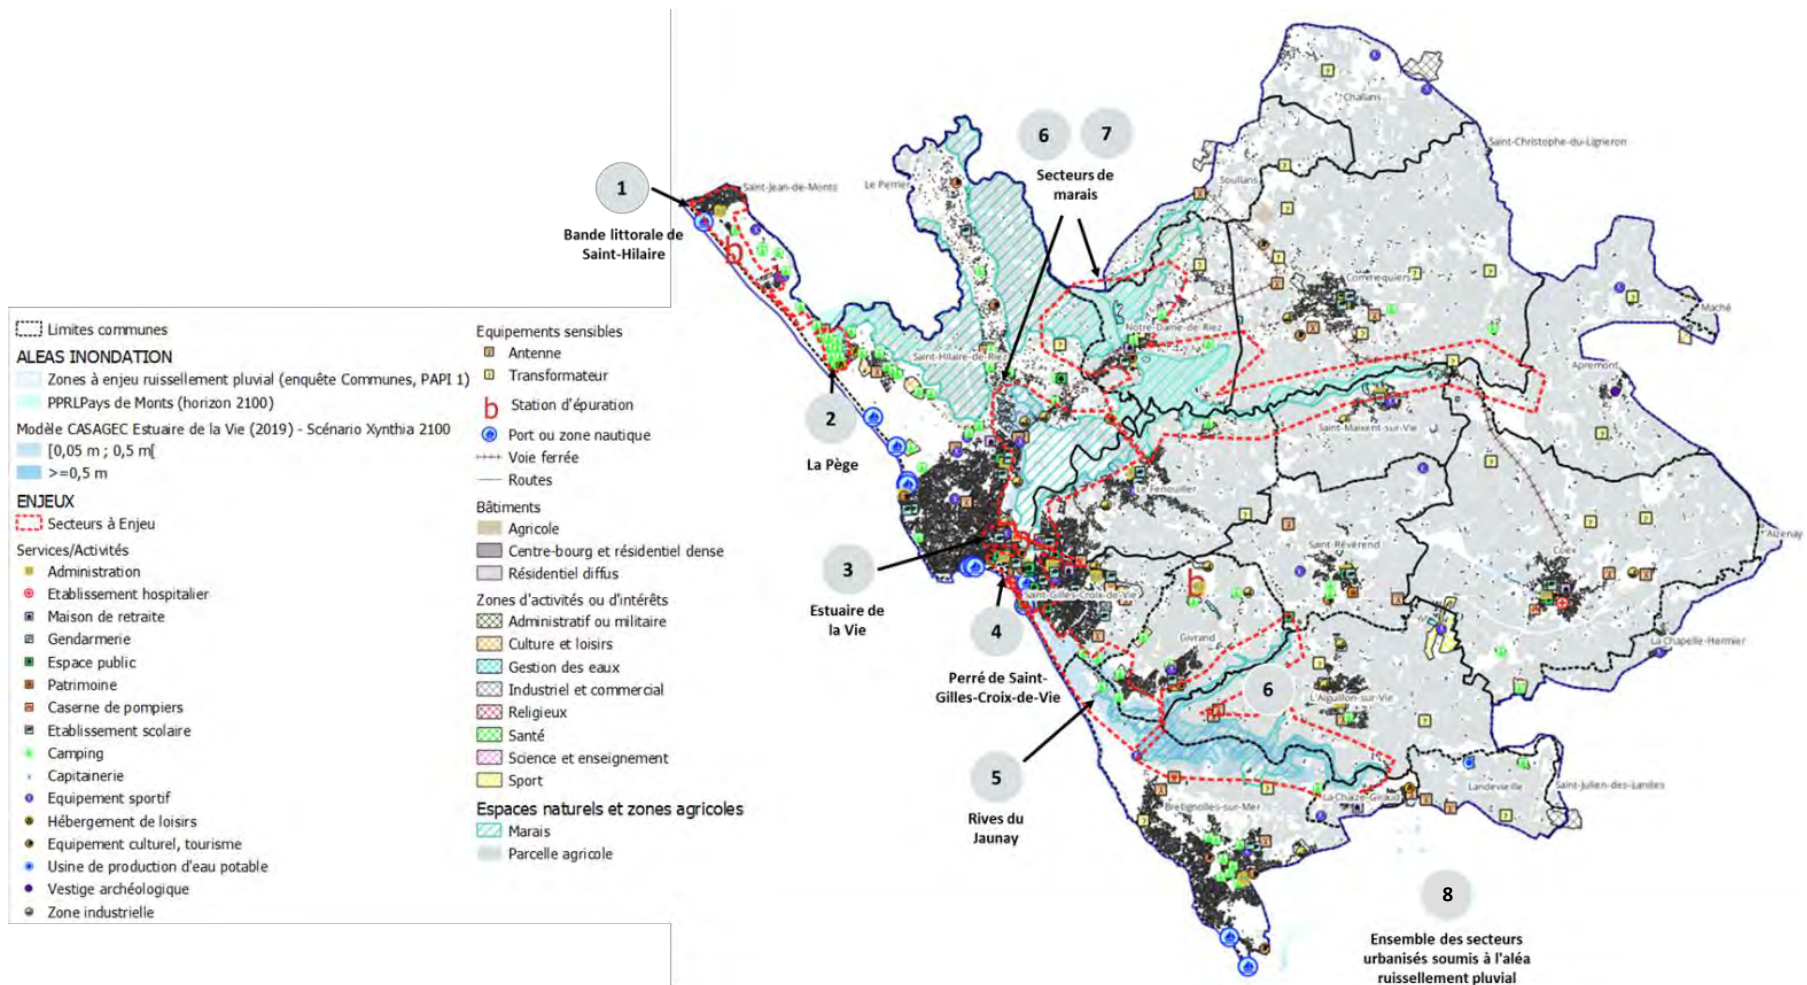 Limites communes
ALEAS INONDATION
Zones à enjeu ruissellement pluvial (enquête Communes, PAPI 1)
PPRLPays de Monts (horizon 2100)
Modèle CASAGEC Estuaire de la Vie (2019) - Scénario Xynthia 2100
[0,05 m ; 0,5 m[
>=0,5 m
ENJEUX
Secteurs à Enjeu
Services/Activités
Administration
Etablissement hospitalier
Maison de retraite
Gendarmerie
Espace public
Patrimoine
Caserne de pompiers
Etablissement scolaire
Camping
Capitainerie
Equipement sportif
Hébergement de loisirs
Equipement culturel, tourisme
Usine de production d'eau potable
Vestige archéologique
Zone industrielle
Equipements sensibles
Antenne
Transformateur
b Station d'épuration
Port ou zone nautique
Voie ferrée
Routes
Bâtiments
Agricole
Centre-bourg et résidentiel dense
Résidentiel diffus
Zones d'activités ou d'intérêts
Administratif ou militaire
Culture et loisirs
Gestion des eaux
Industriel et commercial
Religieux
Santé
Science et enseignement
Sport
Espaces naturels et zones agricoles
Marais
Parcelle agricole
1
Bande littorale de
Saint-Hilaire
2
La Pège
3
Estuaire de
la Vie
4
Perré de Saint-
Gilles-Croix-de-Vie
5
Rives du
Jaunay
6
7
Secteurs de
marais
6
8
Ensemble des secteurs
urbanisés soumis à l'aléa
ruissellement pluvial
b
b
Saint-Jean-de-Monts
Le Perrier
Challans
Saint-Christophe-du-Ligneron
Soullans
Commequiers
Notre-Dame-de-Riez
Saint-Hilaire-de-Riez
Maché
Apremont
Saint-Maixent-sur-Vie
Le Fenouiller
Saint-Révérend
Coëx
Aizenay
Saint-Gilles-Croix-de-Vie
Givrand
La Chapelle-Hermier
L'Aiguillon-sur-Vie
Bretignolles-sur-Mer
La Chaize-Giraud
Landevieille
Saint-Julien-des-Landes